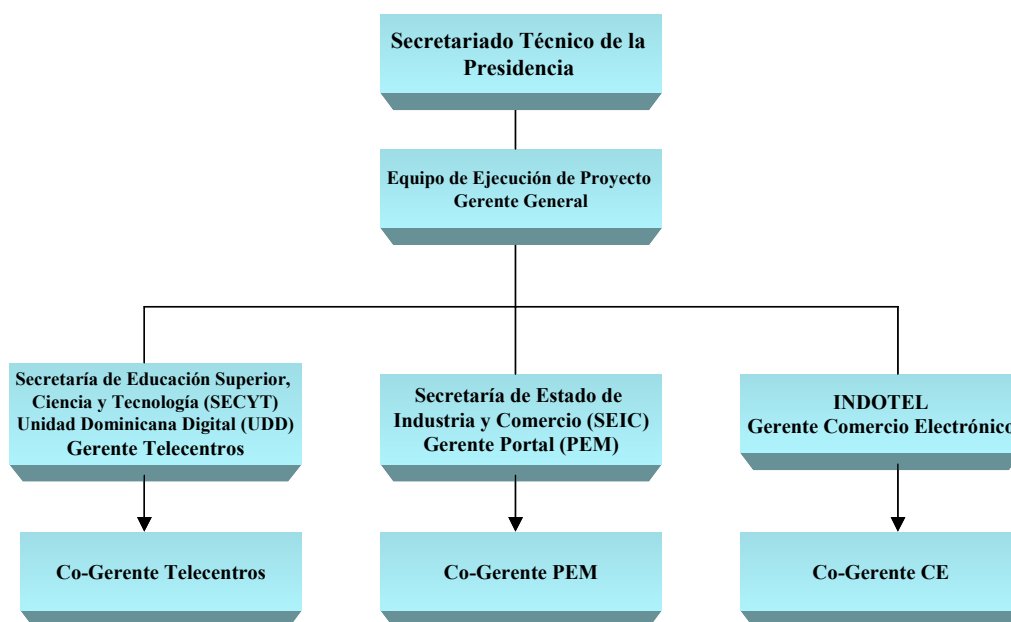 Secretariado Técnico de la
Presidencia
Equipo de Ejecución de Proyecto
Gerente General
Secretaría de Educación Superior,
Ciencia y Tecnología (SECYT)
Unidad Dominicana Digital (UDD)
Gerente Telecentros
Secretaría de Estado de
Industria y Comercio (SEIC)
Gerente Portal (PEM)
INDOTEL
Gerente Comercio Electrónico
Co-Gerente Telecentros
Co-Gerente PEM
Co-Gerente CE